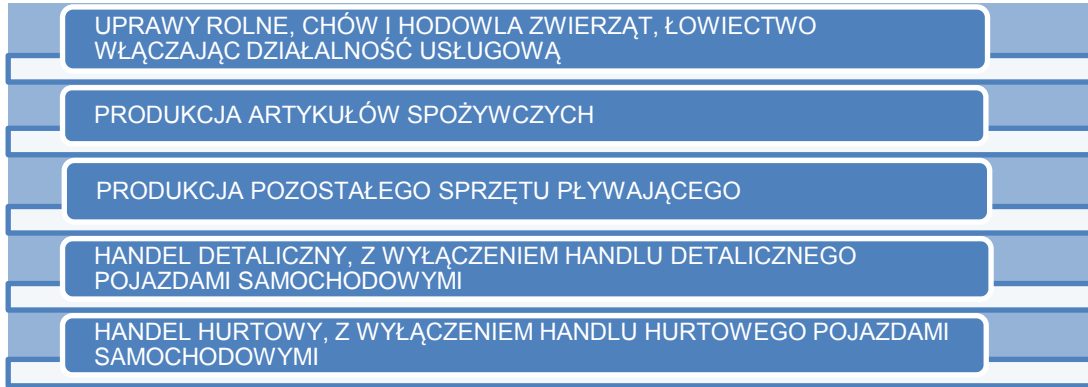 UPRAWY ROLNE, CHÓW I HODOWLA ZWIERZĄT, ŁOWIECTWO
WŁĄCZAJĄC DZIAŁALNOŚĆ USŁUGOWĄ
PRODUKCJA ARTYKUŁÓW SPOŻYWCZYCH
PRODUKCJA POZOSTAŁEGO SPRZĘTU PŁYWAJĄCEGO
HANDEL DETALICZNY, Z WYŁĄCZENIEM HANDLU DETALICZNEGO
POJAZDAMI SAMOCHODOWYMI
HANDEL HURTOWY, Z WYŁĄCZENIEM HANDLU HURTOWEGO POJAZDAMI
SAMOCHODOWYMI